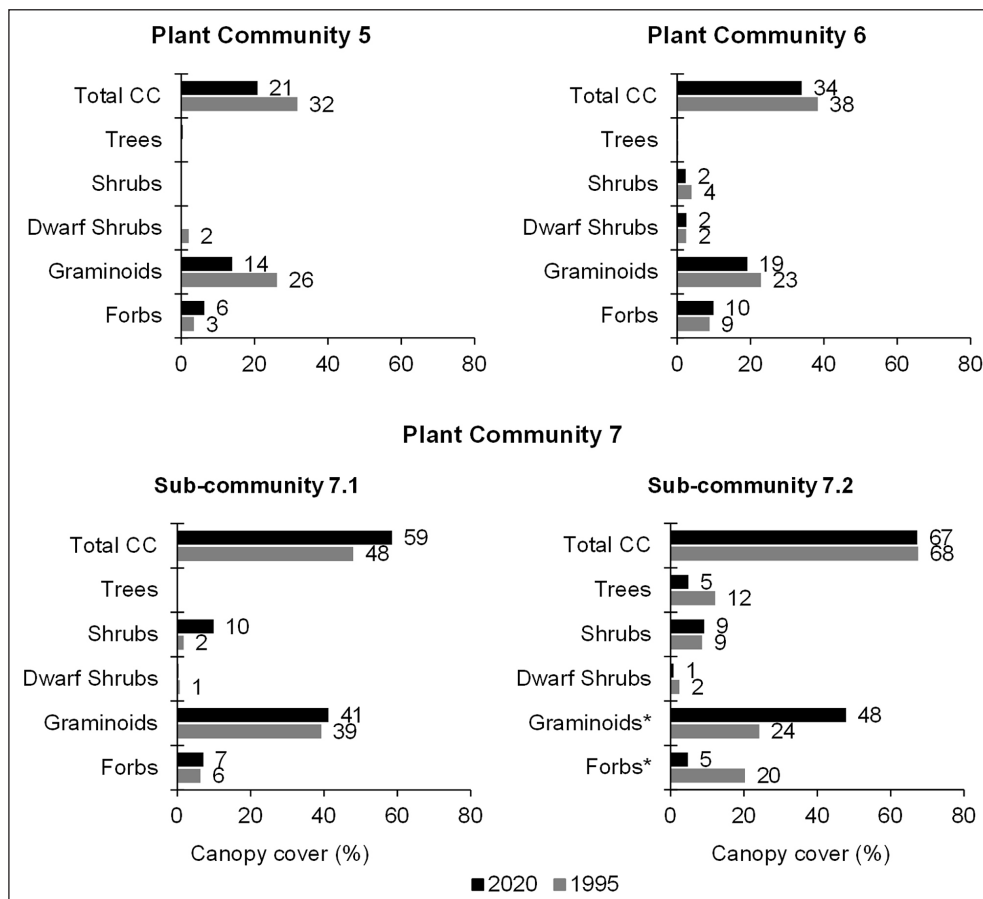 Plant Community 5
Total CC 21
32
Trees
Shrubs
Dwarf Shrubs 2
Graminoids 14
26
Forbs 6
3
0 20 40 60 80
Plant Community 6
Total CC 34
38
Trees
Shrubs 2
4
Dwarf Shrubs 2
2
Graminoids 19
23
Forbs 10
9
0 20 40 60 80
Plant Community 7
Sub-community 7.1
Total CC 59
48
Trees
Shrubs 10
2
Dwarf Shrubs 1
Graminoids 41
39
Forbs 7
6
0 20 40 60 80
Canopy cover (%)
Sub-community 7.2
Total CC 67
68
Trees 5
12
Shrubs 9
9
Dwarf Shrubs 1
2
Graminoids* 48
24
Forbs* 5
20
0 20 40 60 80
Canopy cover (%)
2020 1995